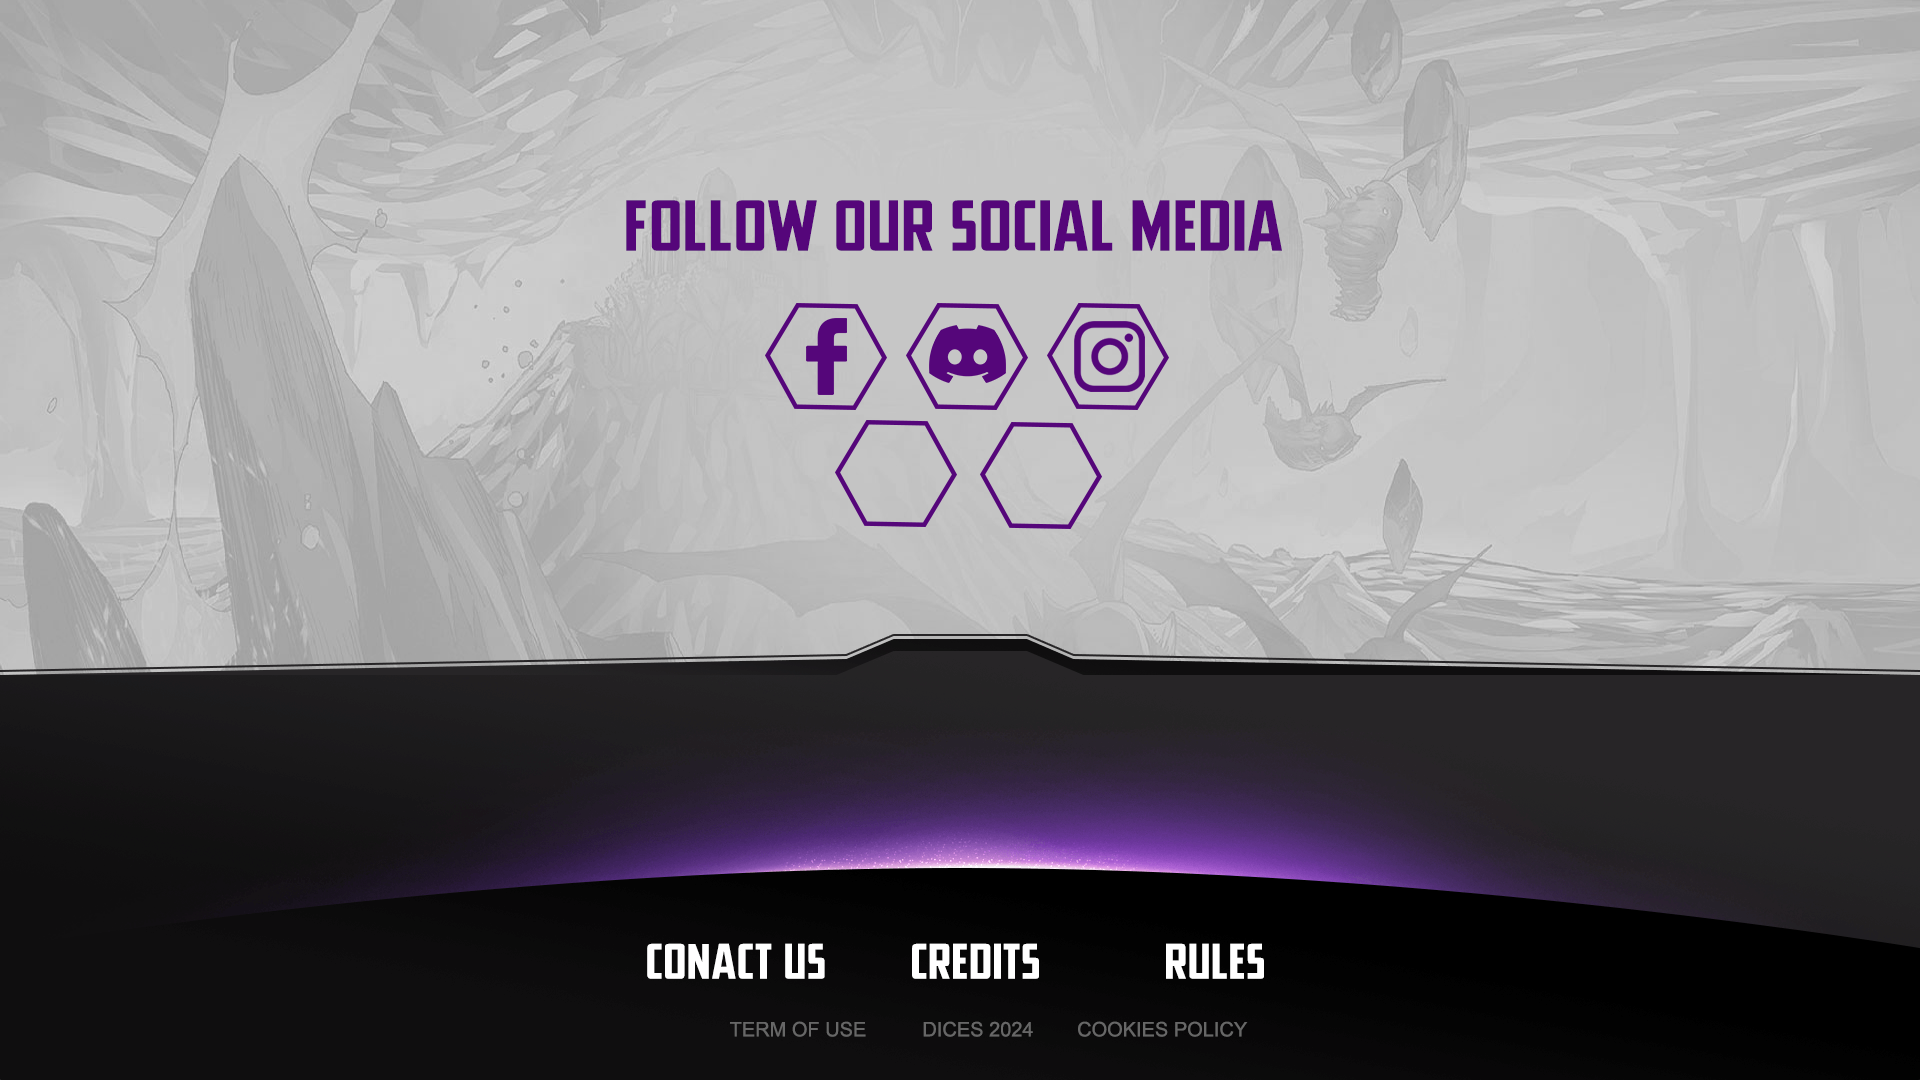 FOLLOW OUR SOCIAL MEDIA
CONACT US CREDITS RULES
TERM OF USE DICES 2024 COOKIES POLICY